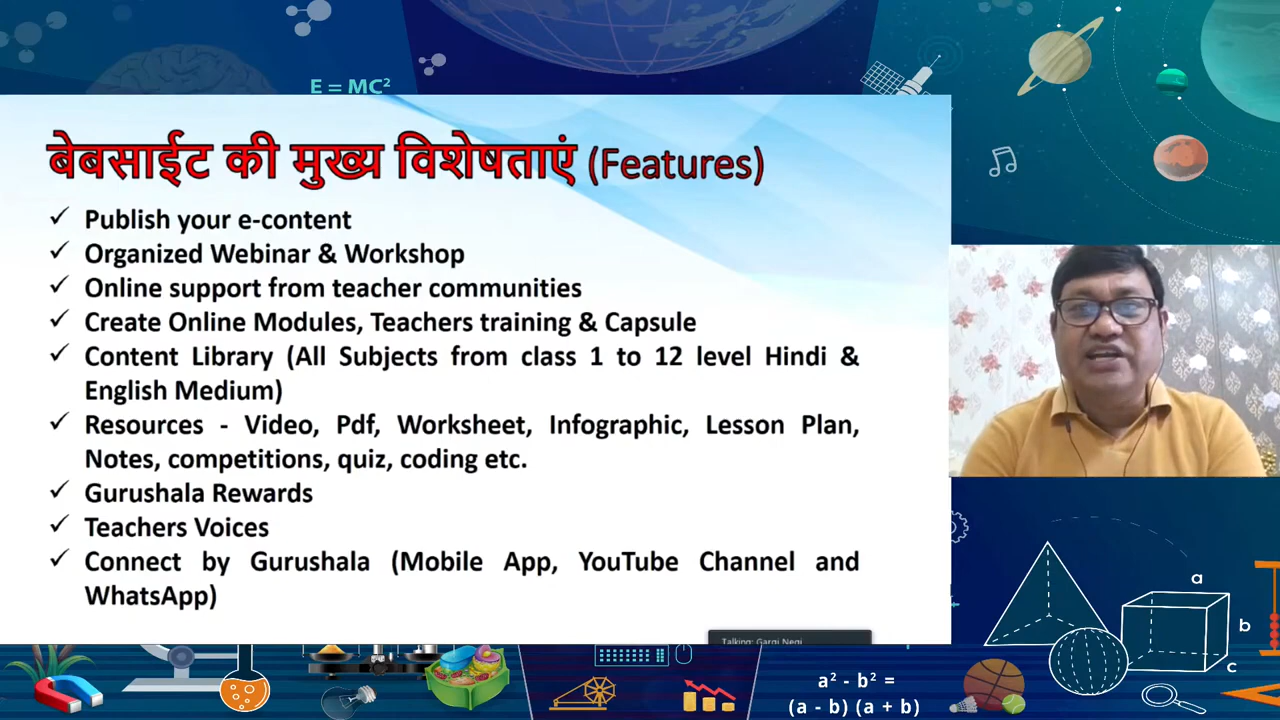 E = MC²
बेबसाईट की मुख्य विशेषताएं (Features)
✓ Publish your e-content
✓ Organized Webinar & Workshop
✓ Online support from teacher communities
✓ Create Online Modules, Teachers training & Capsule
✓ Content Library (All Subjects from class 1 to 12 level Hindi &
English Medium)
✓ Resources - Video, Pdf, Worksheet, Infographic, Lesson Plan,
Notes, competitions, quiz, coding etc.
✓ Gurushala Rewards
✓ Teachers Voices
✓ Connect by Gurushala (Mobile App, YouTube Channel and
WhatsApp)
Talking: Gargi Negi
a
b
c
a² - b² =
(a - b) (a + b)